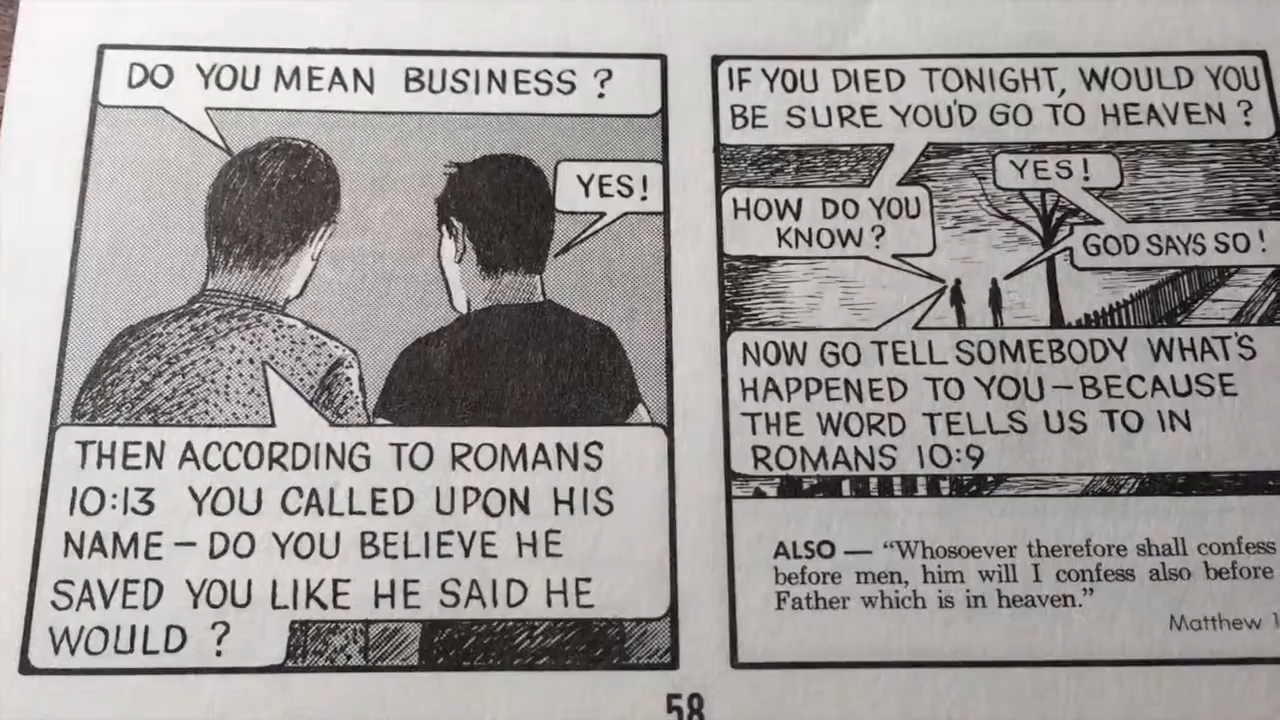 DO YOU MEAN BUSINESS ?
YES!
THEN ACCORDING TO ROMANS
10:13 YOU CALLED UPON HIS
NAME — DO YOU BELIEVE HE
SAVED YOU LIKE HE SAID HE
WOULD ?
IF YOU DIED TONIGHT, WOULD YOU
BE SURE YOU'D GO TO HEAVEN ?
YES!
HOW DO YOU
KNOW ?
GOD SAYS SO !
NOW GO TELL SOMEBODY WHAT'S
HAPPENED TO YOU — BECAUSE
THE WORD TELLS US TO IN
ROMANS 10:9
ALSO — “Whosoever therefore shall confess
before men, him will I confess also before
Father which is in heaven.”
Matthew 1
58